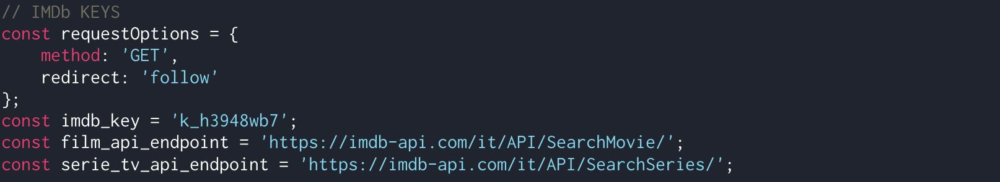 // IMDb KEYS
const requestOptions = {
    method: 'GET',
    redirect: 'follow'
};
const imdb_key = 'k_h3948wb7';
const film_api_endpoint = 'https://imdb-api.com/it/API/SearchMovie/';
const serie_tv_api_endpoint = 'https://imdb-api.com/it/API/SearchSeries/';